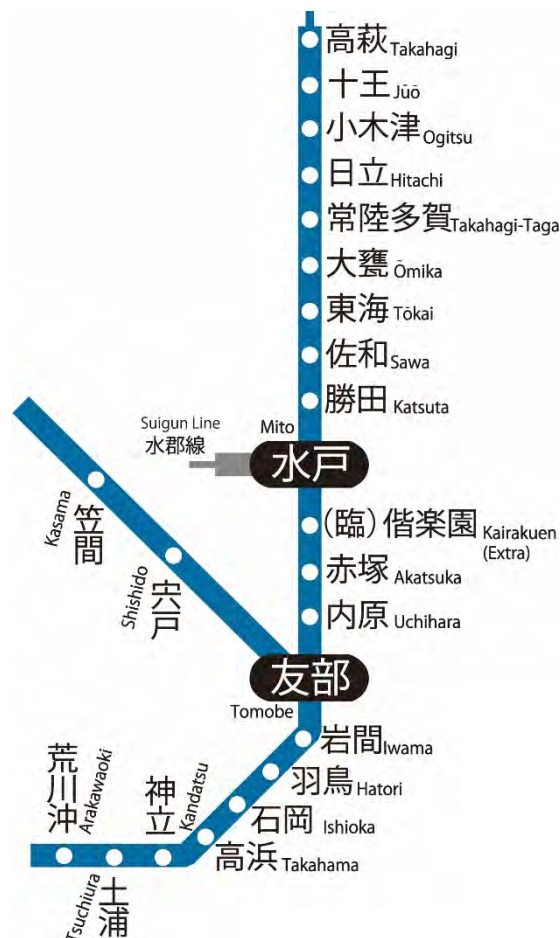 高萩 Takahagi
十王 Jūō
小木津 Ogitsu
日立 Hitachi
常陸多賀 Takahagi-Taga
大甕 Ōmika
東海 Tōkai
佐和 Sawa
勝田 Katsuta
Mito
水戸
Suigun Line
水郡線
(臨)偕楽園 Kairakuen
(Extra)
赤塚 Akatsuka
内原 Uchihara
笠間
Kasama
宍戸
Shishido
友部
Tomobe
岩間 Iwama
羽鳥 Hatori
石岡 Ishioka
高浜 Takahama
神立
Kandatsu
土浦
Tsuchiura
荒川沖
Arakawaoki